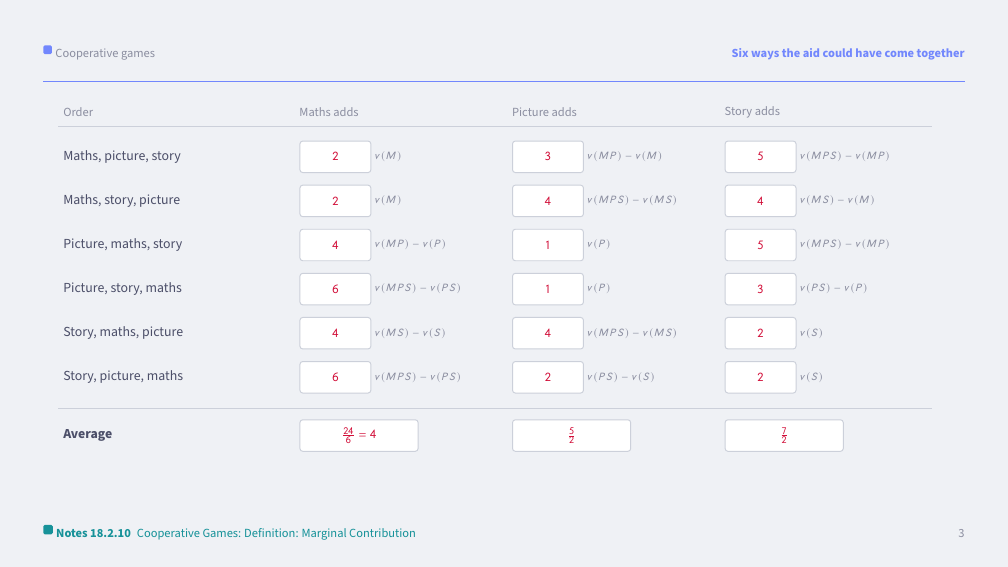 Cooperative games
Six ways the aid could have come together
Order Maths adds Picture adds Story adds
Maths, picture, story 2 v(M) 3 v(MP) − v(M) 5 v(MPS) − v(MP)
Maths, story, picture 2 v(M) 4 v(MPS) − v(MS) 4 v(MS) − v(M)
Picture, maths, story 4 v(MP) − v(P) 1 v(P) 5 v(MPS) − v(MP)
Picture, story, maths 6 v(MPS) − v(PS) 1 v(P) 3 v(PS) − v(P)
Story, maths, picture 4 v(MS) − v(S) 4 v(MPS) − v(MS) 2 v(S)
Story, picture, maths 6 v(MPS) − v(PS) 2 v(PS) − v(S) 2 v(S)
Average 24/6 = 4 5/2 7/2
Notes 18.2.10 Cooperative Games: Definition: Marginal Contribution
3